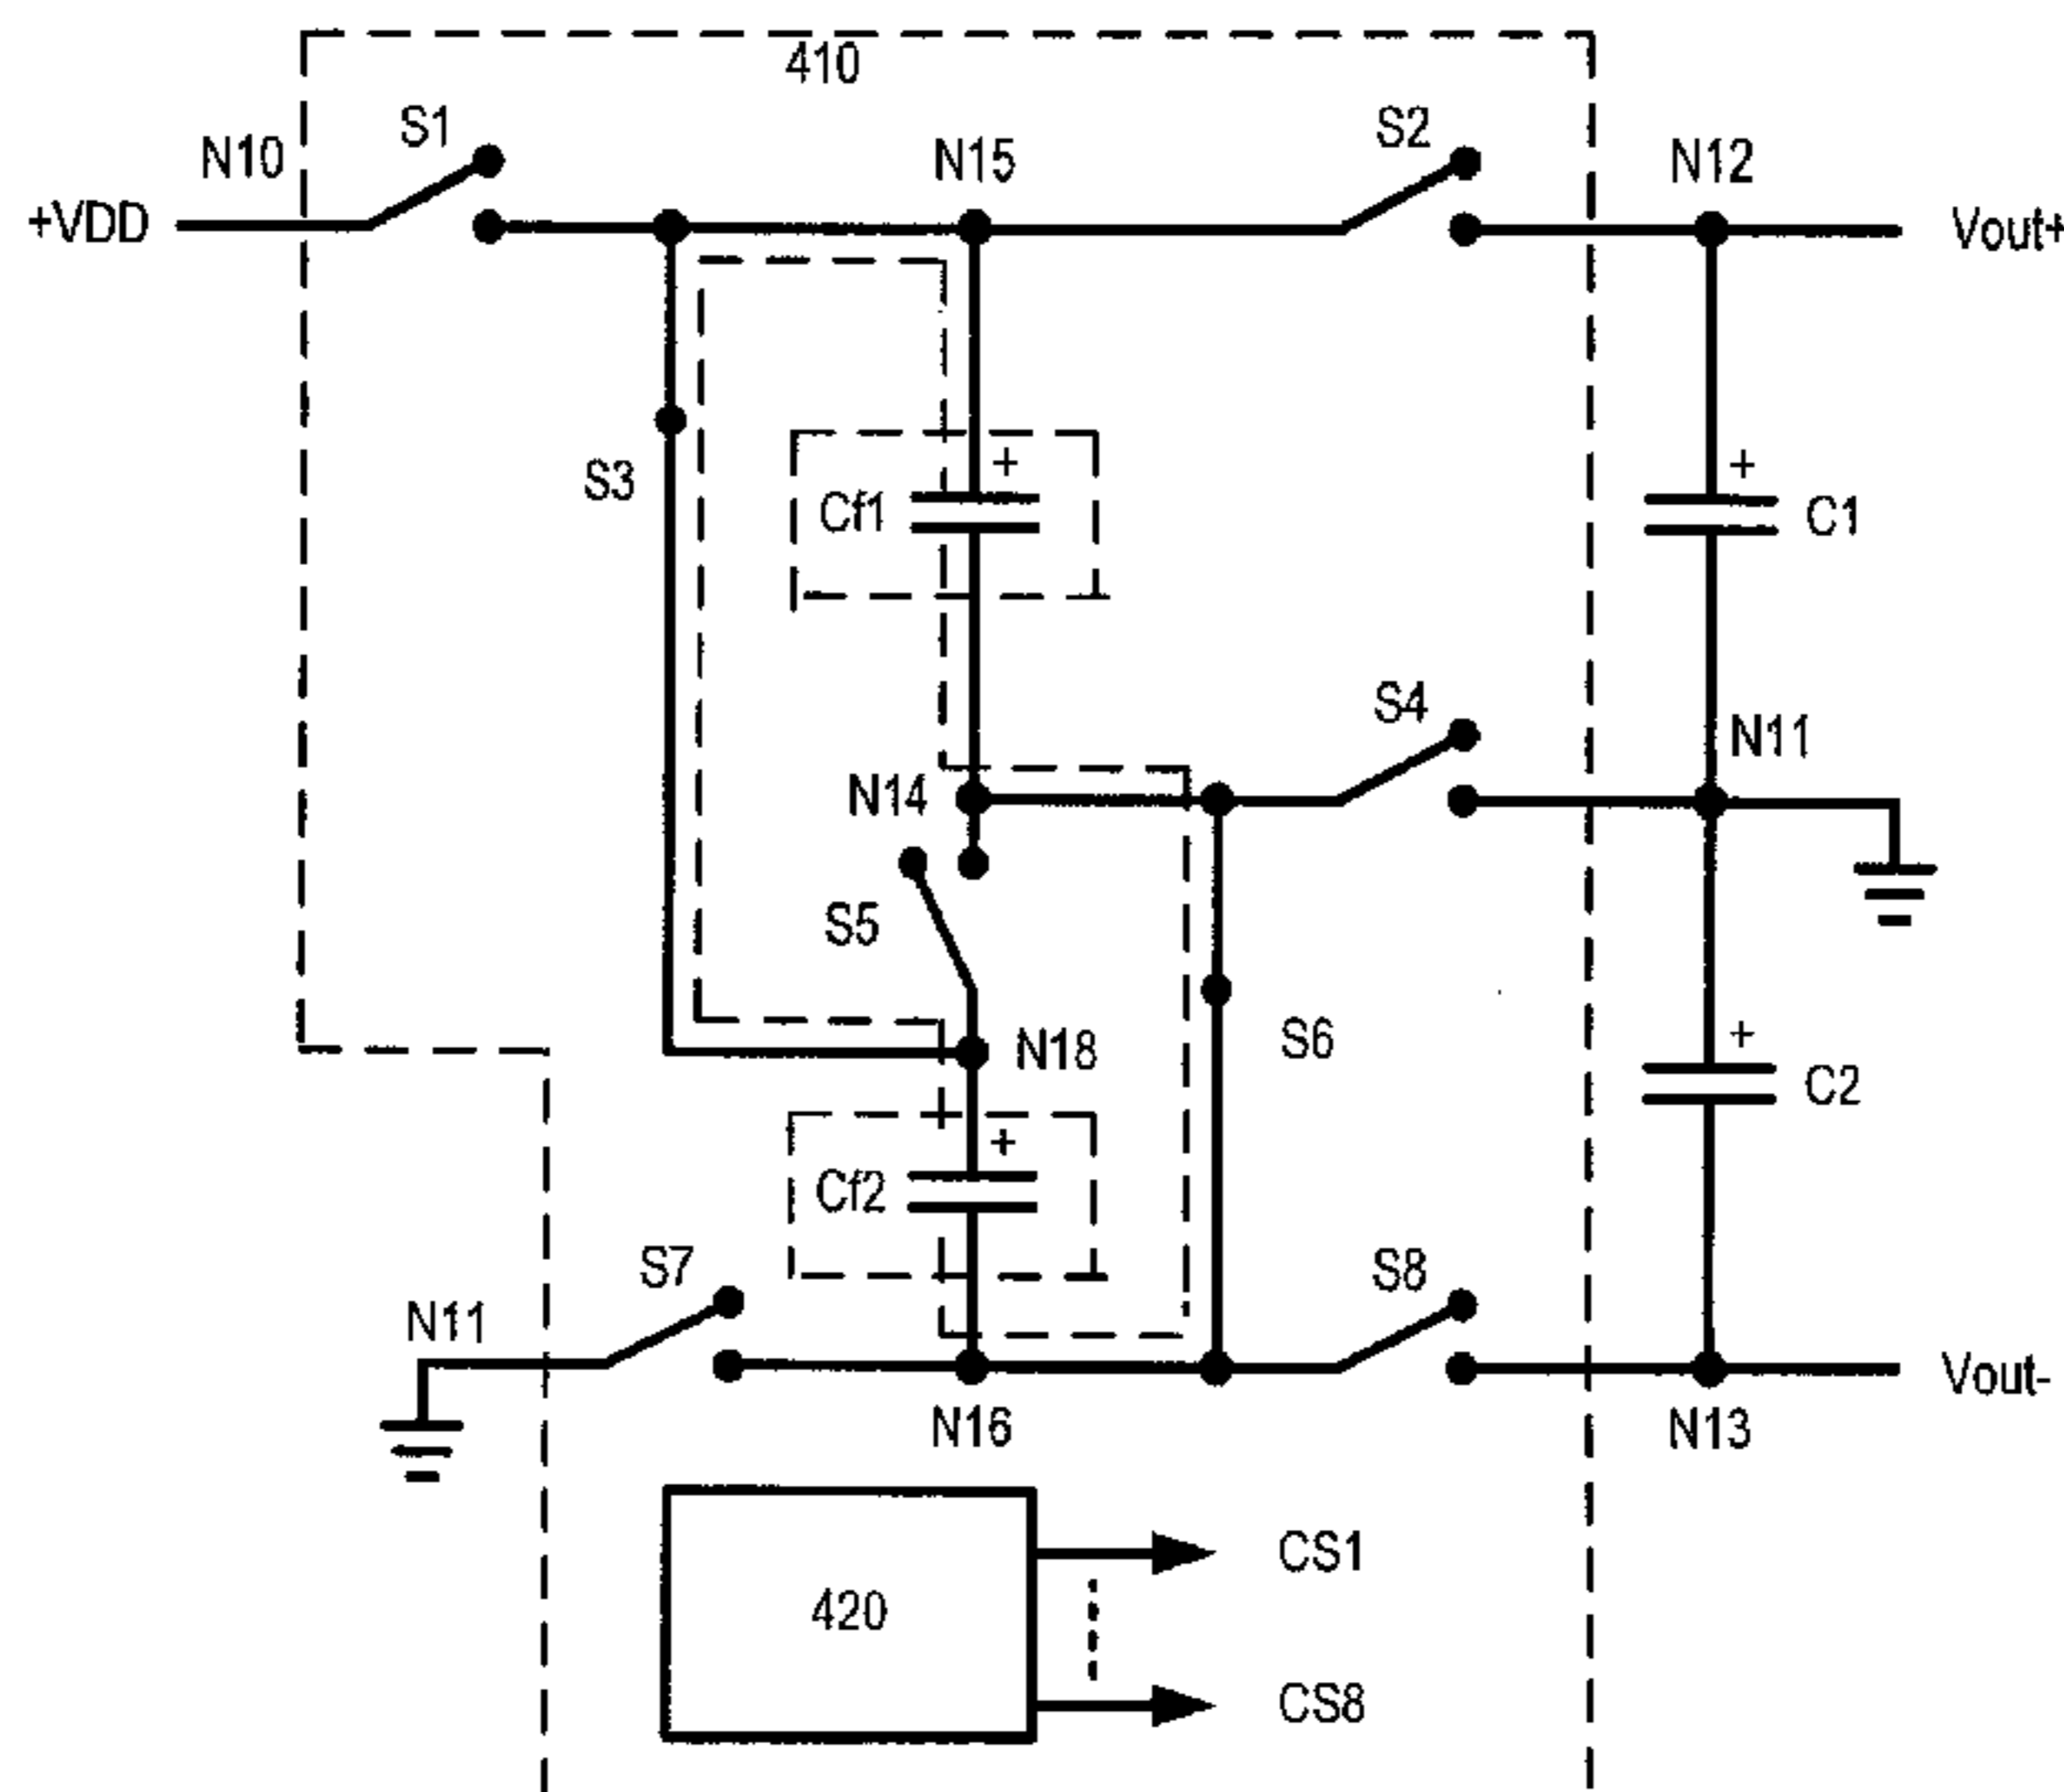 410
S1
S2
N10
N15
N12
+VDD
Vout+
+
+
S3
Cf1
C1
S4
N11
N14
S5
+
N18
S6
+
C2
Cf2
S7
S8
N11
Vout-
N16
N13
CS1
420
CS8